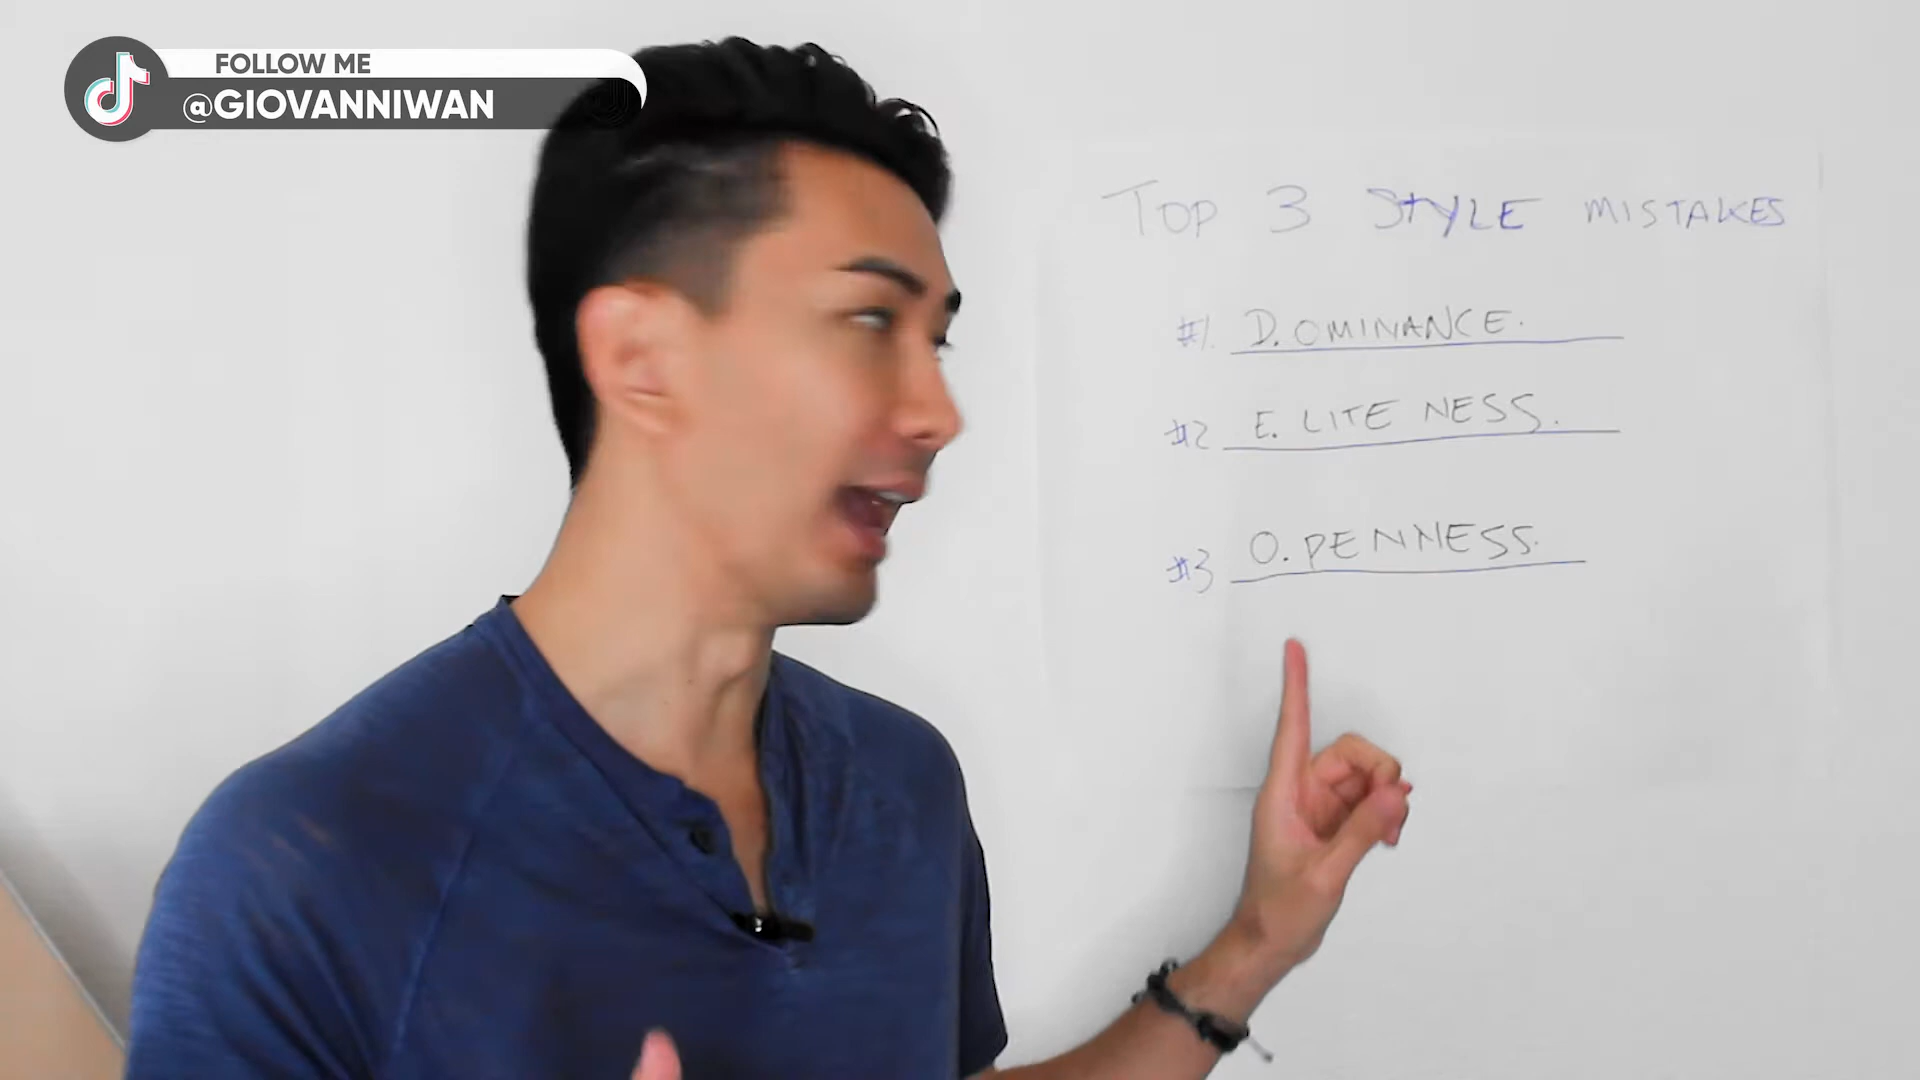 FOLLOW ME
@GIOVANNIWAN
TOP 3 STYLE MISTAKES
#1. D.OMINANCE.
#2 E. LITE NESS.
#3 O.PENNESS.